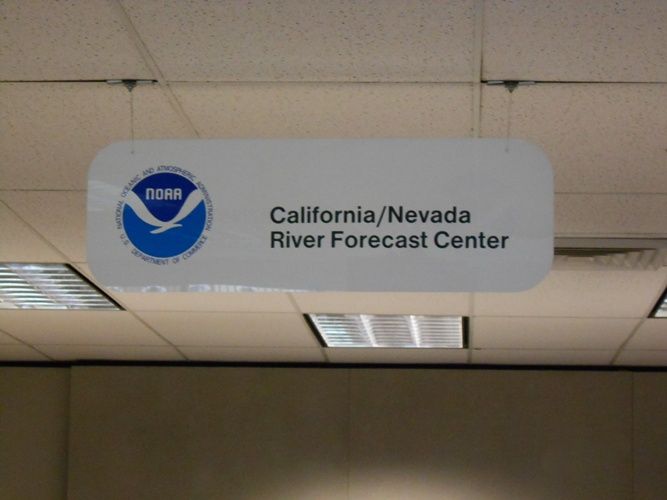 NATIONAL OCEANIC AND ATMOSPHERIC ADMINISTRATION
NOAA
U.S. DEPARTMENT OF COMMERCE
California/Nevada
River Forecast Center